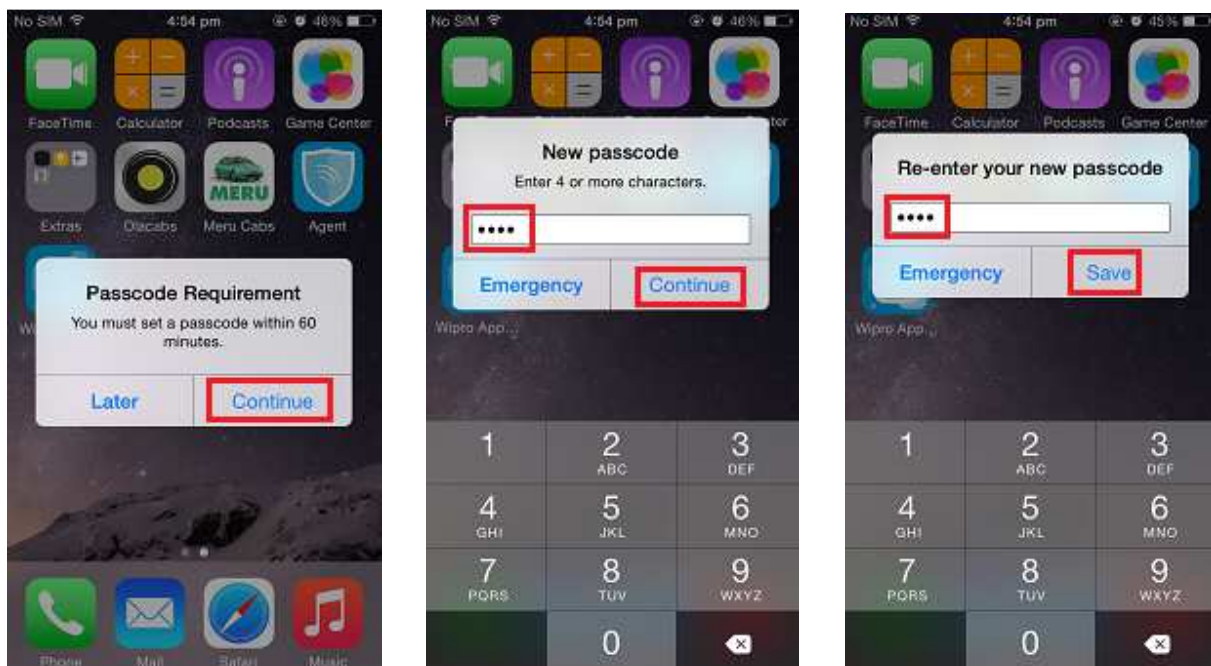 No SIM 4:54 pm 46%
FaceTime Calculator Podcasts Game Center
MERU
Extras Olacabs Meru Cabs Agent
Passcode Requirement
You must set a passcode within 60
minutes.
Later Continue
Phone Mail Safari Music
No SIM 4:54 pm 46%
New passcode
Enter 4 or more characters.
••••
Emergency Continue
Wipro App...
1 2 3
ABC DEF
4 5 6
GHI JKL MNO
7 8 9
PQRS TUV WXYZ
0
No SIM 4:54 pm 45%
FaceTime Calculator Podcasts Game Center
Re-enter your new passcode
••••
Emergency Save
Wipro App...
1 2 3
ABC DEF
4 5 6
GHI JKL MNO
7 8 9
PQRS TUV WXYZ
0